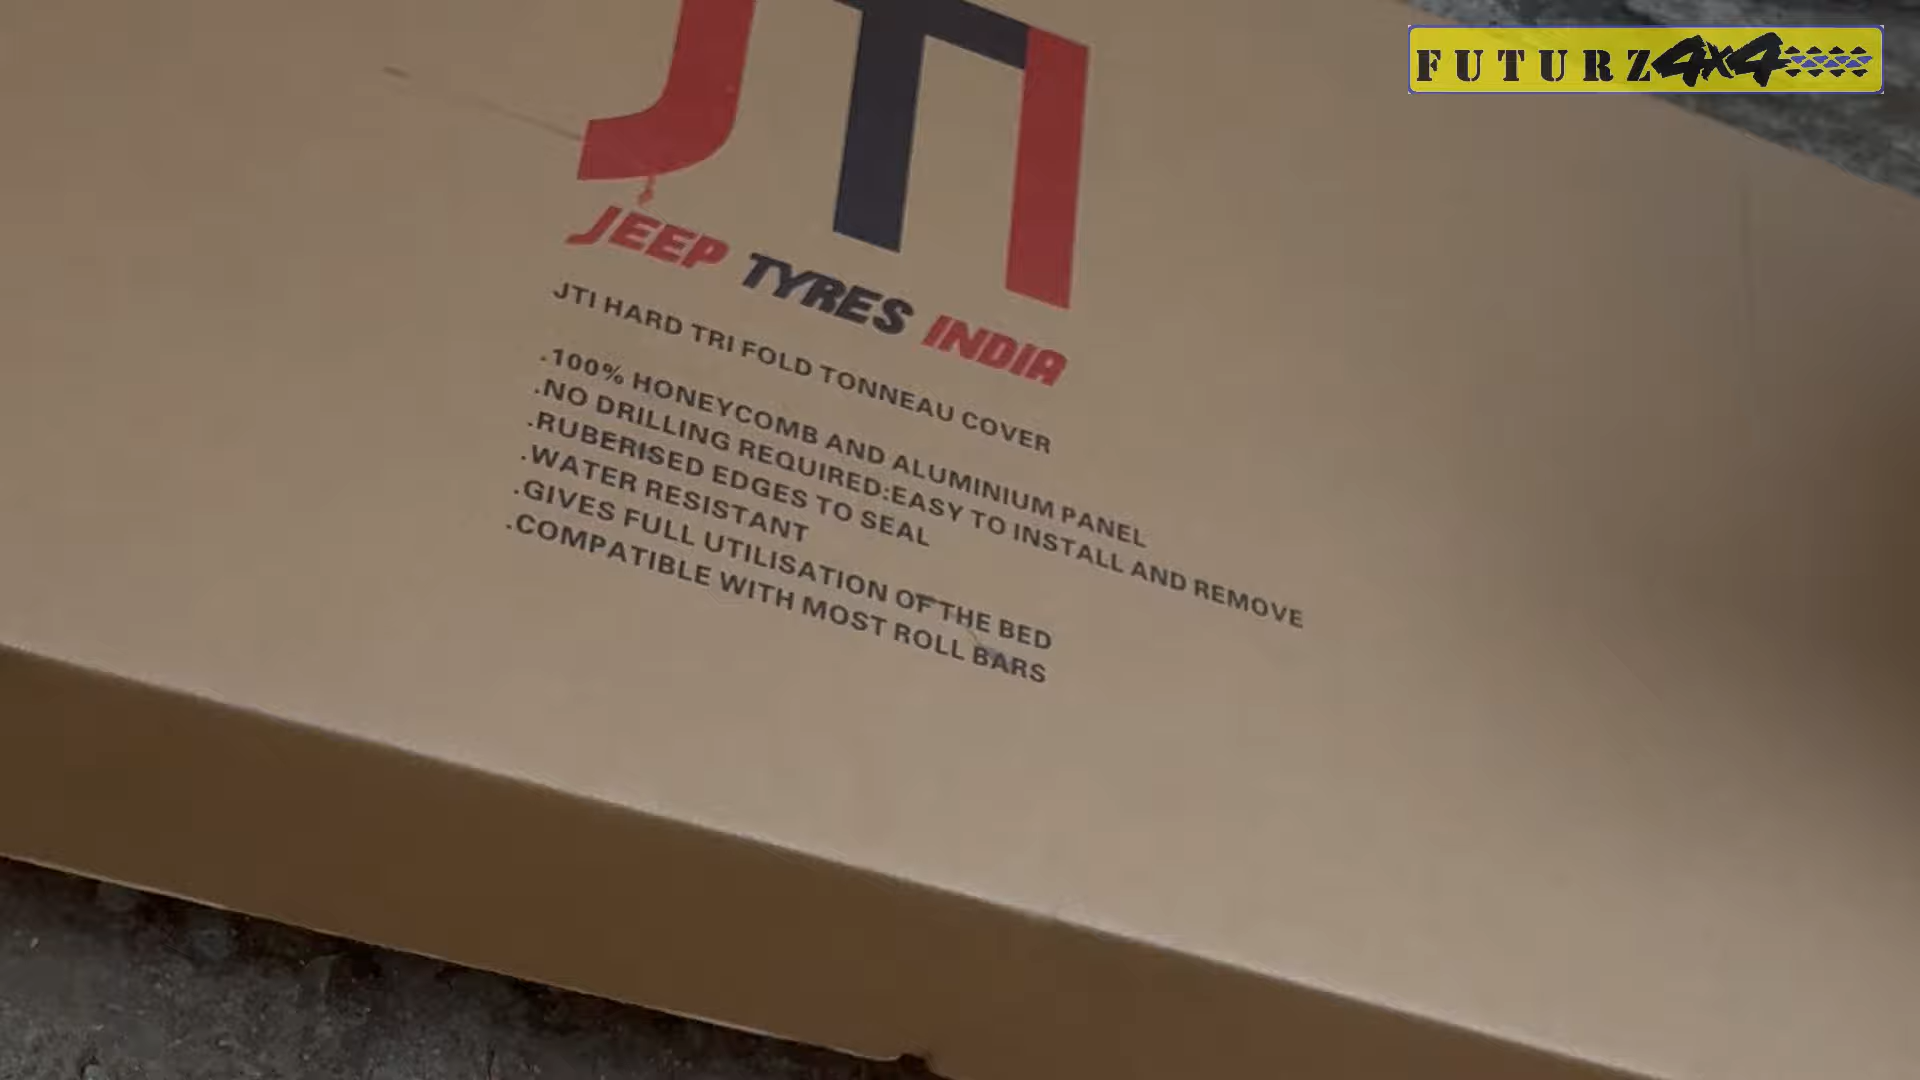 FUTURZ4x4
JTI
JEEP TYRES INDIA
JTI HARD TRI FOLD TONNEAU COVER
.100% HONEYCOMB AND ALUMINIUM PANEL
.NO DRILLING REQUIRED:EASY TO INSTALL AND REMOVE
.RUBERISED EDGES TO SEAL
.WATER RESISTANT
.GIVES FULL UTILISATION OF THE BED
.COMPATIBLE WITH MOST ROLL BARS